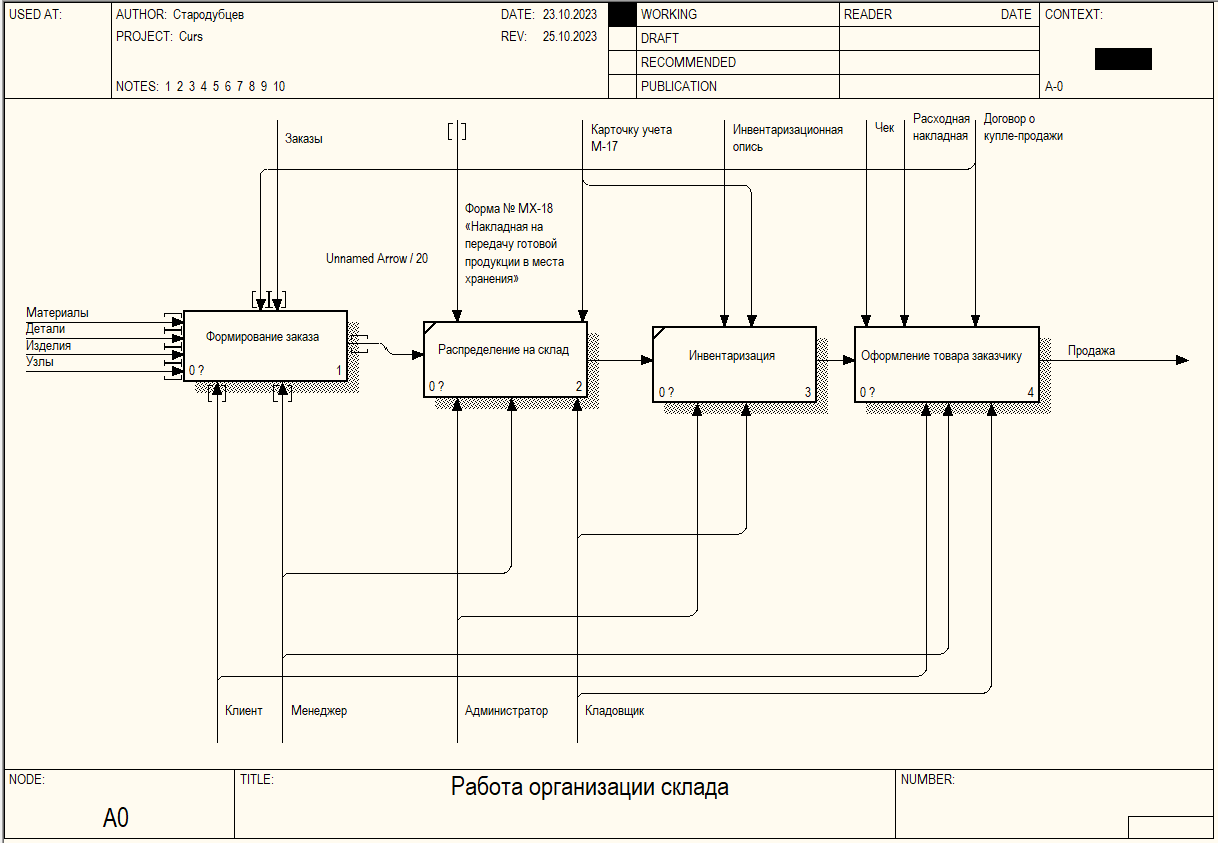 USED AT:
AUTHOR: Стародубцев
DATE: 23.10.2023
PROJECT: Curs
REV: 25.10.2023
NOTES: 1 2 3 4 5 6 7 8 9 10
WORKING
DRAFT
RECOMMENDED
PUBLICATION
READER DATE
CONTEXT:
A-0
Заказы
[ ]
Карточку учета
М-17
Инвентаризационная
опись
Чек
Расходная
накладная
Договор о
купле-продажи
Форма № МХ-18
«Накладная на
передачу готовой
продукции в места
хранения»
Unnamed Arrow / 20
Материалы
Детали
Изделия
Узлы
Формирование заказа
0 ? 1
Распределение на склад
0 ? 2
Инвентаризация
0 ? 3
Оформление товара заказчику
0 ? 4
Продажа
Клиент
Менеджер
Администратор
Кладовщик
NODE:
A0
TITLE:
Работа организации склада
NUMBER: